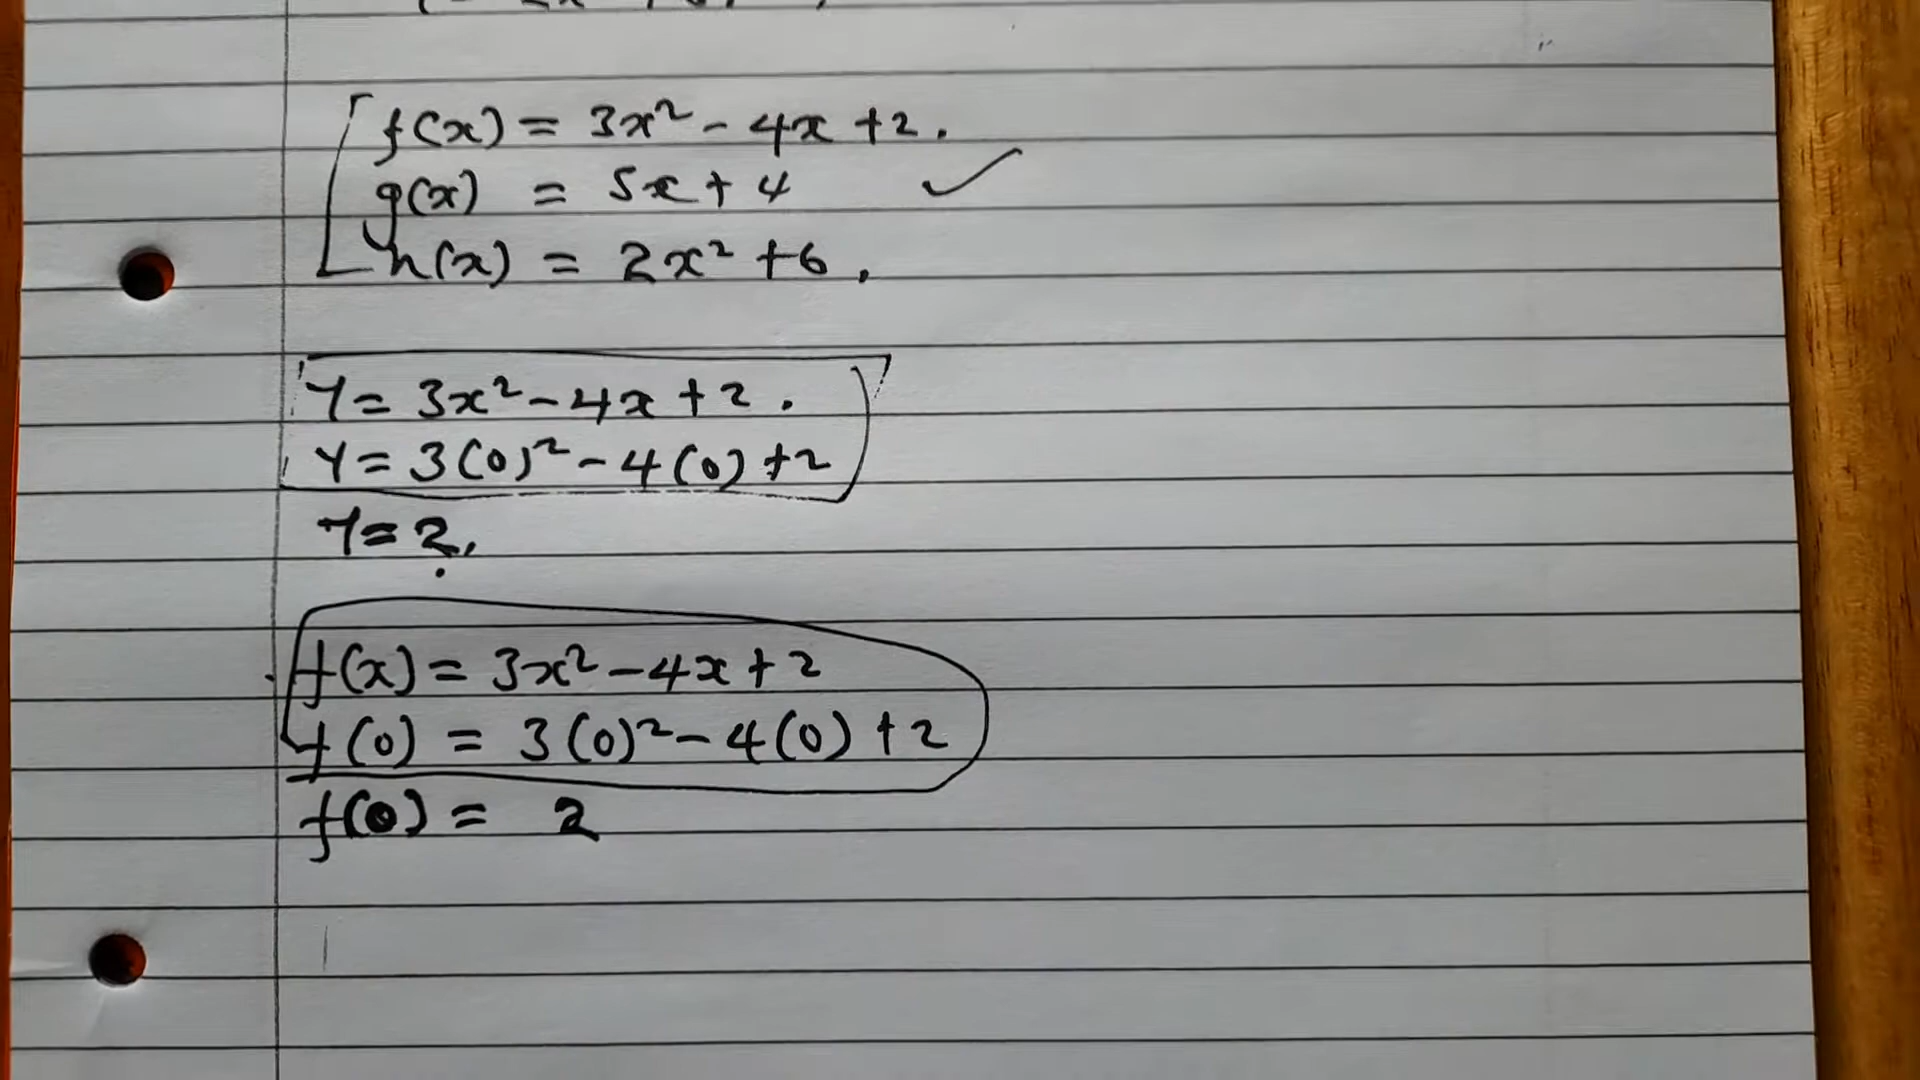 f(x) = 3x² - 4x + 2.
g(x) = 5x + 4 ✓
h(x) = 2x² + 6.
Y = 3x² - 4x + 2.
Y = 3(0)² - 4(0) + 2
Y = 2.
f(x) = 3x² - 4x + 2
f(0) = 3(0)² - 4(0) + 2
f(0) = 2